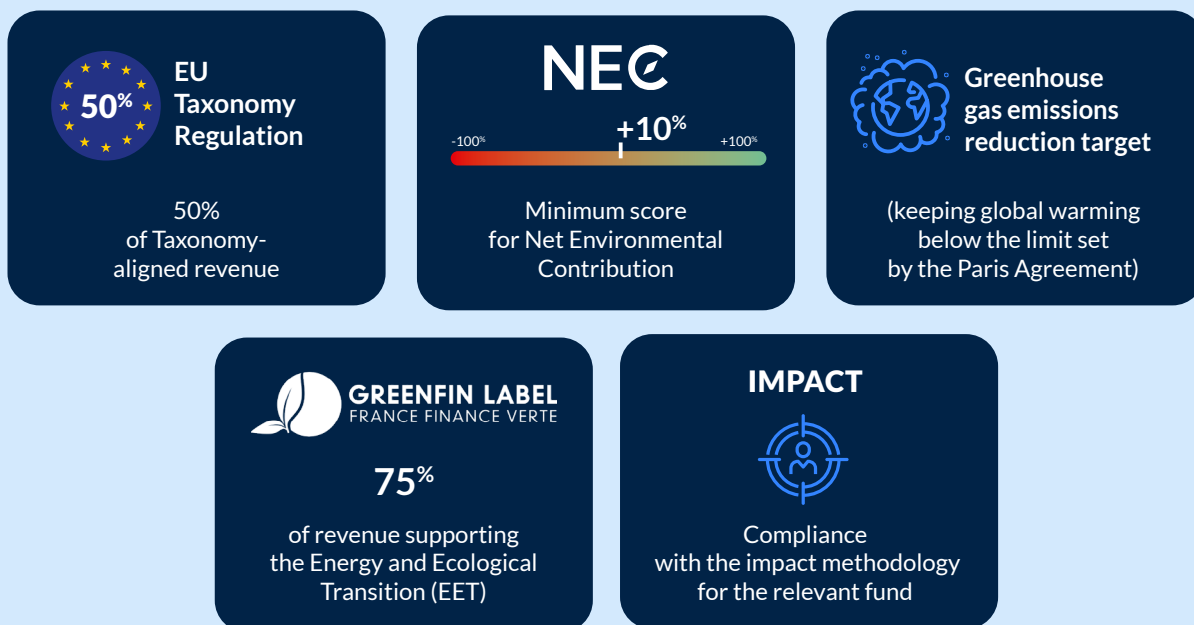 50%
EU
Taxonomy
Regulation
50%
of Taxonomy-
aligned revenue
NEC
-100%
+10%
+100%
Minimum score
for Net Environmental
Contribution
Greenhouse
gas emissions
reduction target
(keeping global warming
below the limit set
by the Paris Agreement)
GREENFIN LABEL
FRANCE FINANCE VERTE
75%
of revenue supporting
the Energy and Ecological
Transition (EET)
IMPACT
Compliance
with the impact methodology
for the relevant fund